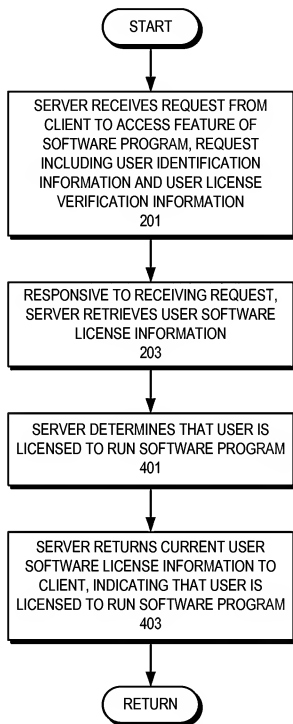 START
SERVER RECEIVES REQUEST FROM
CLIENT TO ACCESS FEATURE OF
SOFTWARE PROGRAM, REQUEST
INCLUDING USER IDENTIFICATION
INFORMATION AND USER LICENSE
VERIFICATION INFORMATION
201
RESPONSIVE TO RECEIVING REQUEST,
SERVER RETRIEVES USER SOFTWARE
LICENSE INFORMATION
203
SERVER DETERMINES THAT USER IS
LICENSED TO RUN SOFTWARE PROGRAM
401
SERVER RETURNS CURRENT USER
SOFTWARE LICENSE INFORMATION TO
CLIENT, INDICATING THAT USER IS
LICENSED TO RUN SOFTWARE PROGRAM
403
RETURN